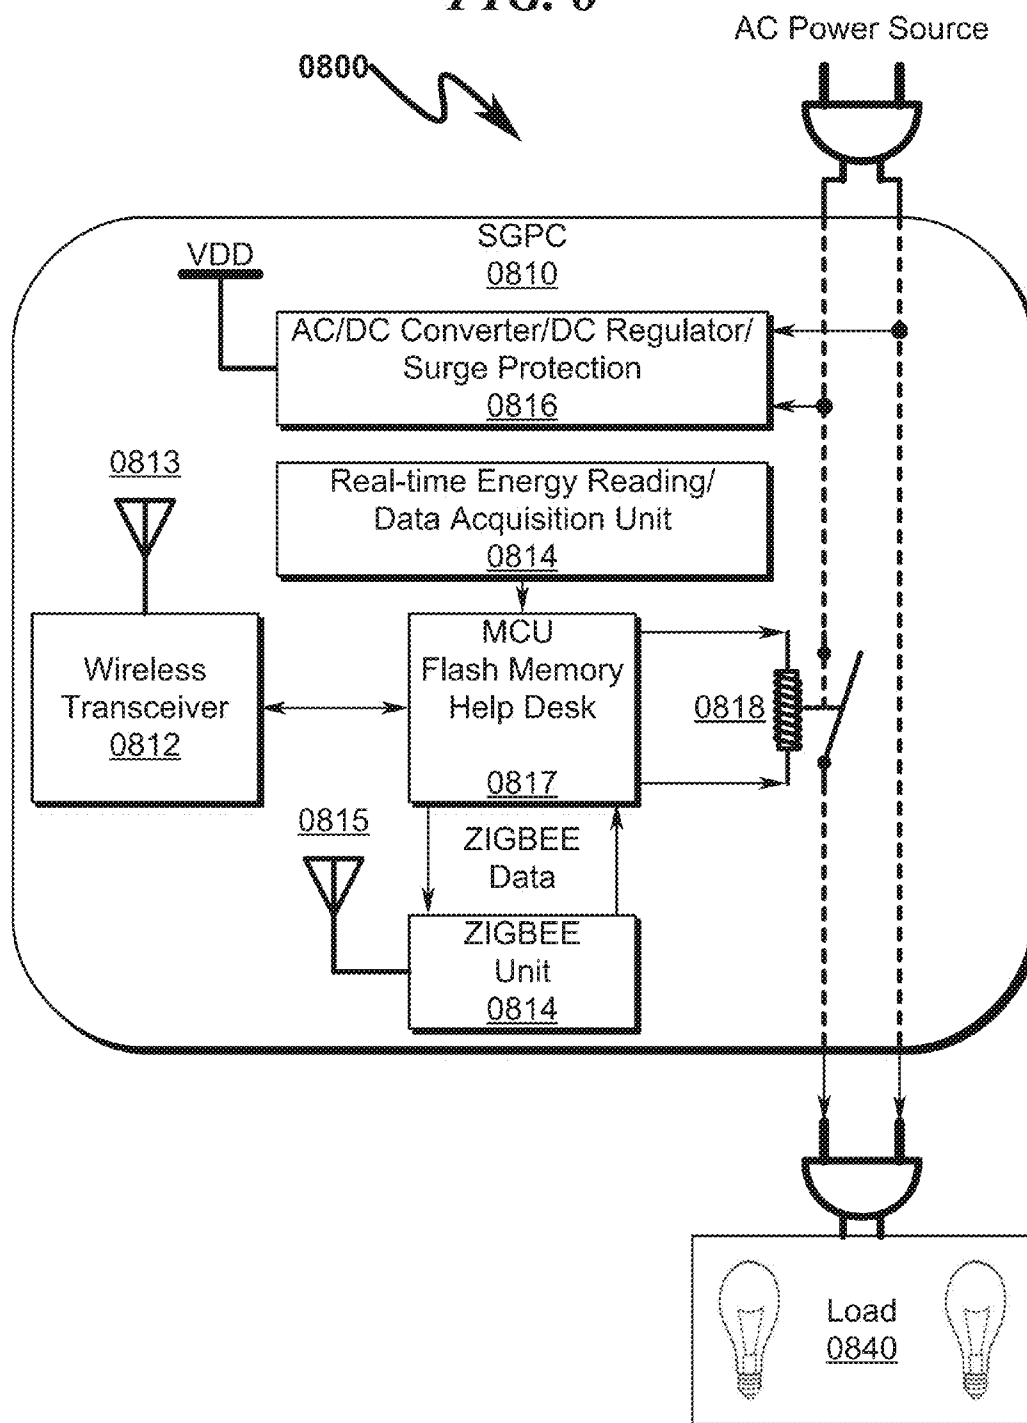 AC Power Source
0800
SGPC
0810
VDD
AC/DC Converter/DC Regulator/
Surge Protection
0816
0813
Real-time Energy Reading/
Data Acquisition Unit
0814
Wireless
Transceiver
0812
MCU
Flash Memory
Help Desk
0817
0818
0815
ZIGBEE
Data
ZIGBEE
Unit
0814
Load
0840